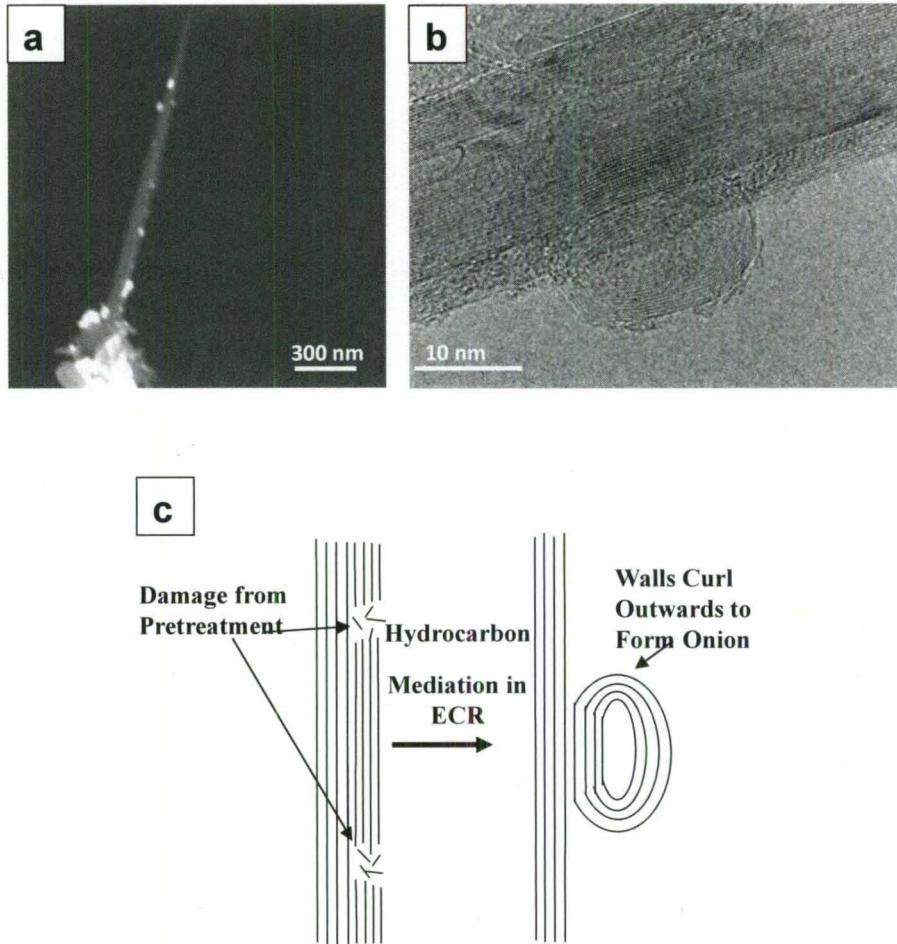 a
300 nm
b
10 nm
c
Damage from
Pretreatment
Hydrocarbon
Mediation in
ECR
Walls Curl
Outwards to
Form Onion